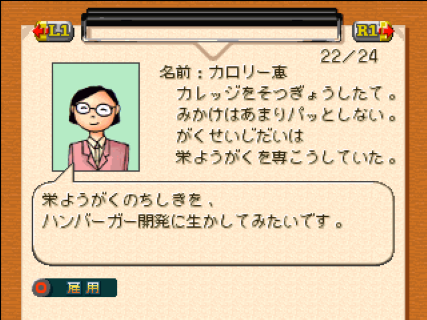 L1
R1
22/24
名前：カロリー恵
カレッジをそつぎょうしたて。
みかけはあまりパッとしない。
がくせいじだいは
栄ようがくを専こうしていた。
栄ようがくのちしきを、
ハンバーガー開発に生かしてみたいです。
雇用